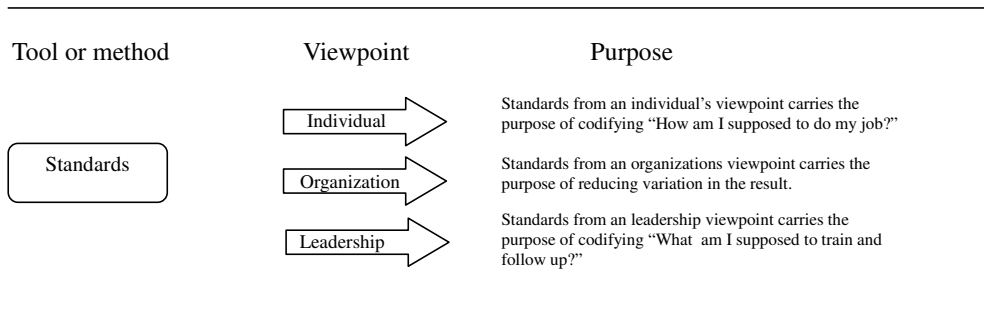 Tool or method
Viewpoint
Purpose
Standards
Individual
Standards from an individual’s viewpoint carries the
purpose of codifying “How am I supposed to do my job?”
Organization
Standards from an organizations viewpoint carries the
purpose of reducing variation in the result.
Leadership
Standards from an leadership viewpoint carries the
purpose of codifying “What  am I supposed to train and
follow up?”